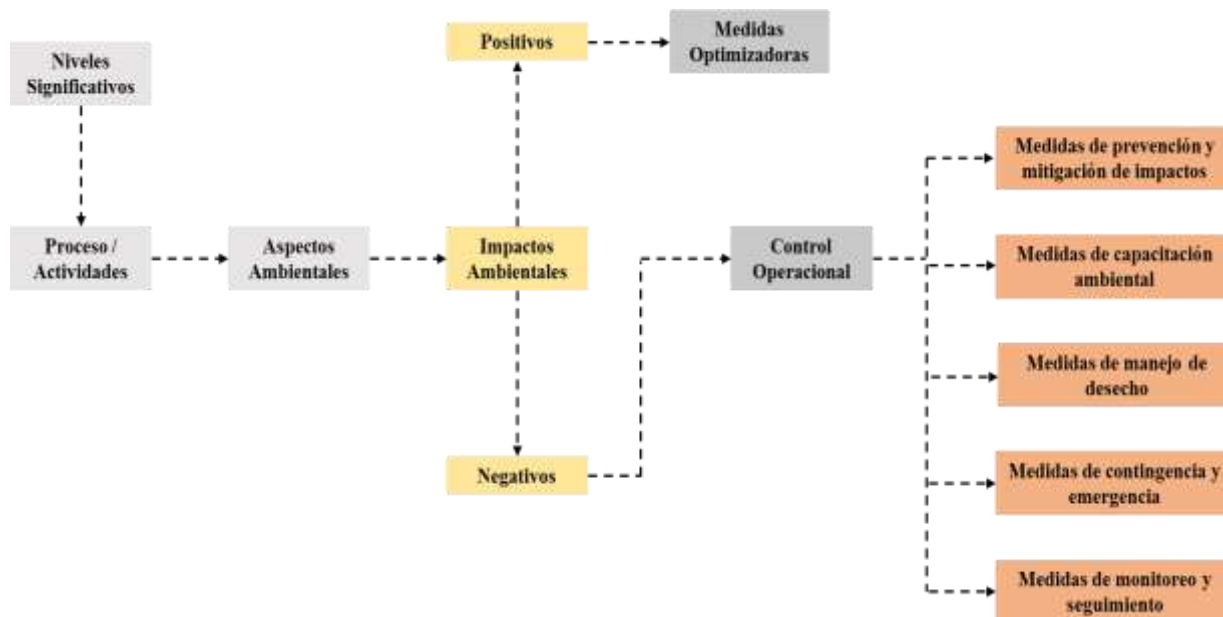 Niveles
Significativos
Proceso /
Actividades
Aspectos
Ambientales
Positivos
Impactos
Ambientales
Negativos
Medidas
Optimizadoras
Control
Operacional
Medidas de prevención y
mitigación de impactos
Medidas de capacitación
ambiental
Medidas de manejo de
desecho
Medidas de contingencia y
emergencia
Medidas de monitoreo y
seguimiento